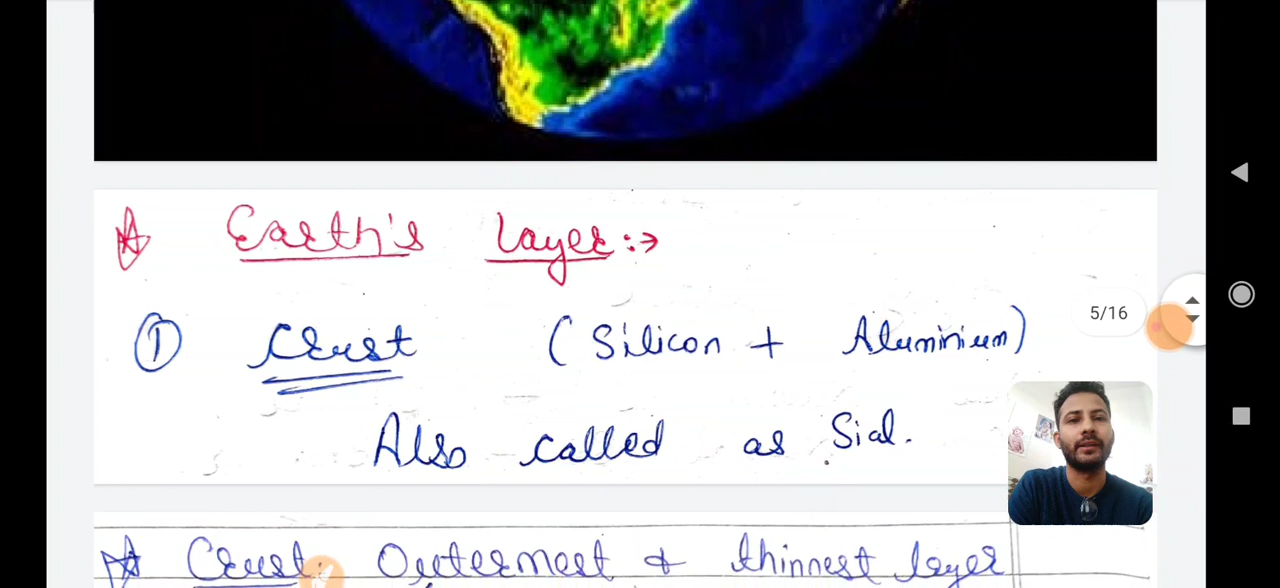 ☆ Earth's Layer :→
① Crust (Silicon + Aluminium)
5/16
Also called as Sial.
☆ Crust: Outermost & thinnest layer